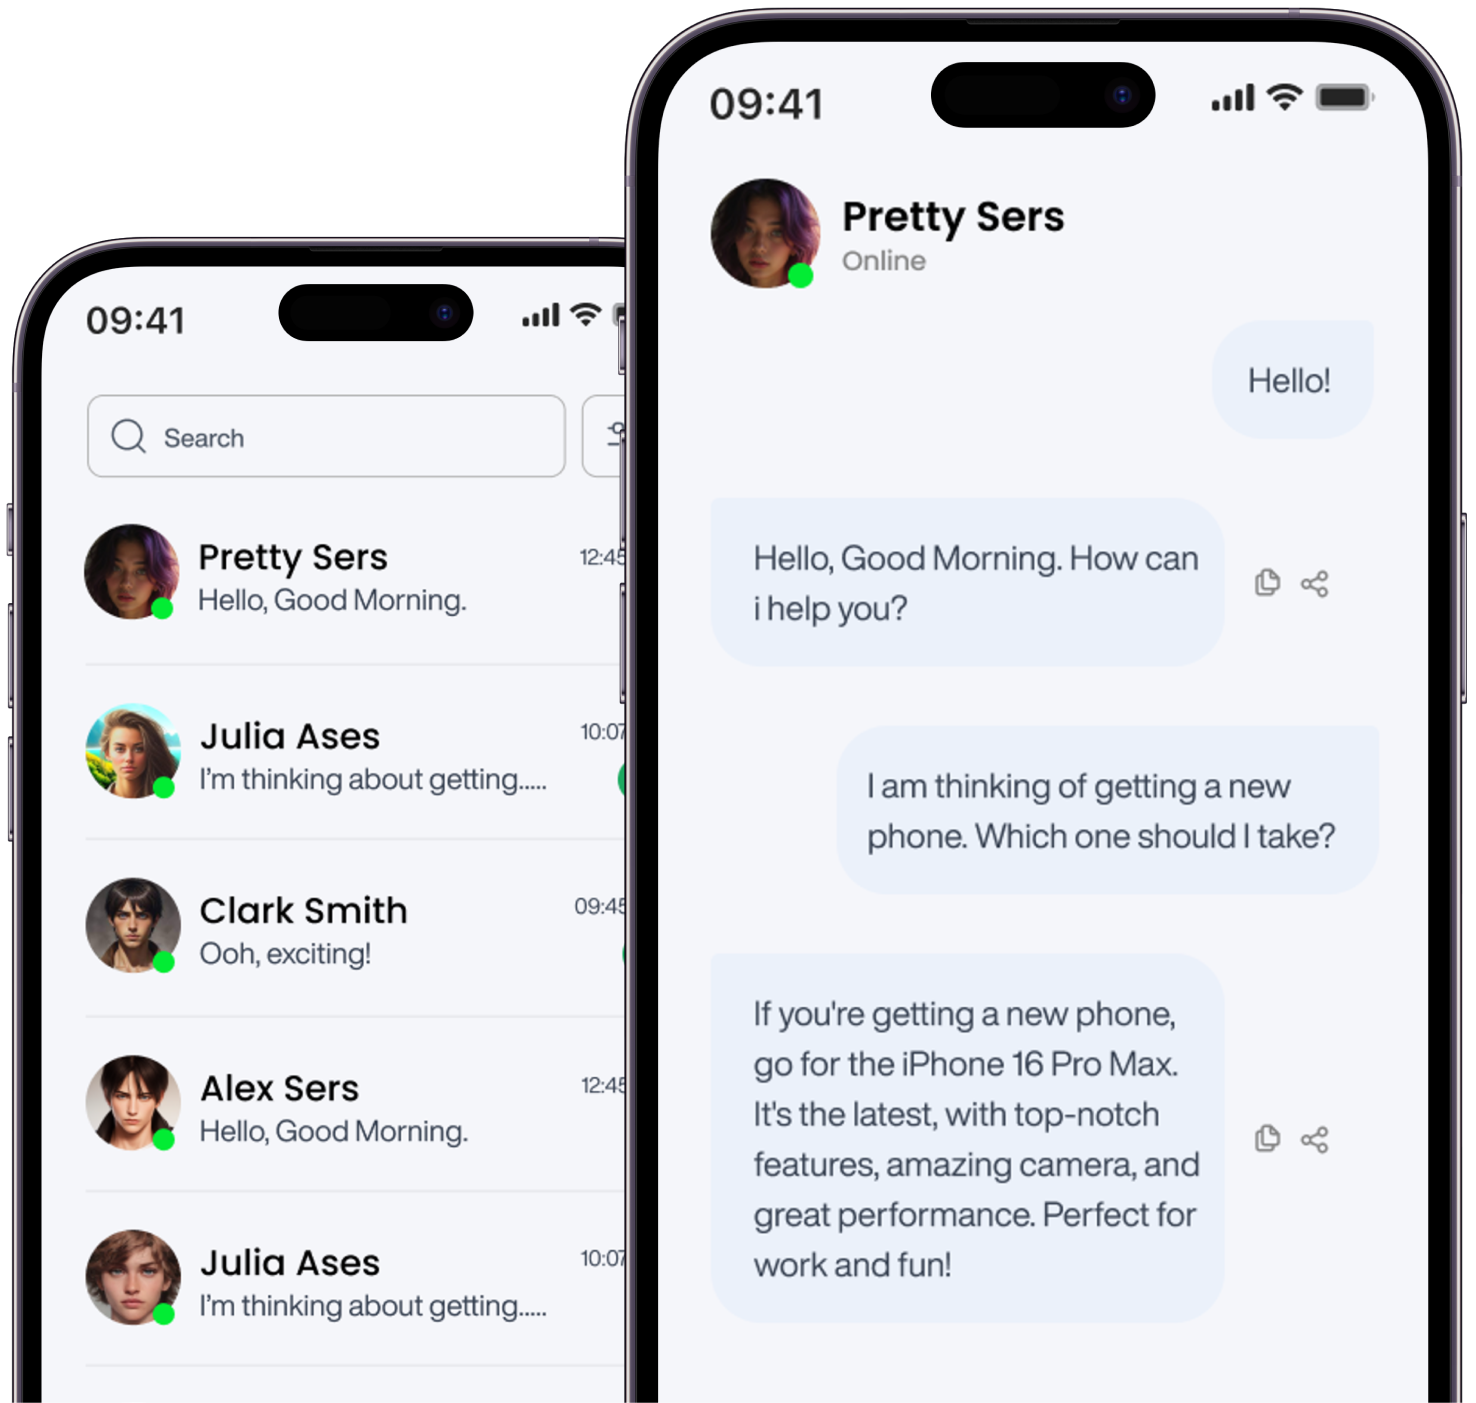 09:41
Search
Pretty Sers
12:45
Hello, Good Morning.
Julia Ases
10:07
I'm thinking about getting.....
Clark Smith
09:45
Ooh, exciting!
Alex Sers
12:45
Hello, Good Morning.
Julia Ases
10:07
I'm thinking about getting.....
09:41
Pretty Sers
Online
Hello!
Hello, Good Morning. How can
i help you?
I am thinking of getting a new
phone. Which one should I take?
If you're getting a new phone,
go for the iPhone 16 Pro Max.
It's the latest, with top-notch
features, amazing camera, and
great performance. Perfect for
work and fun!